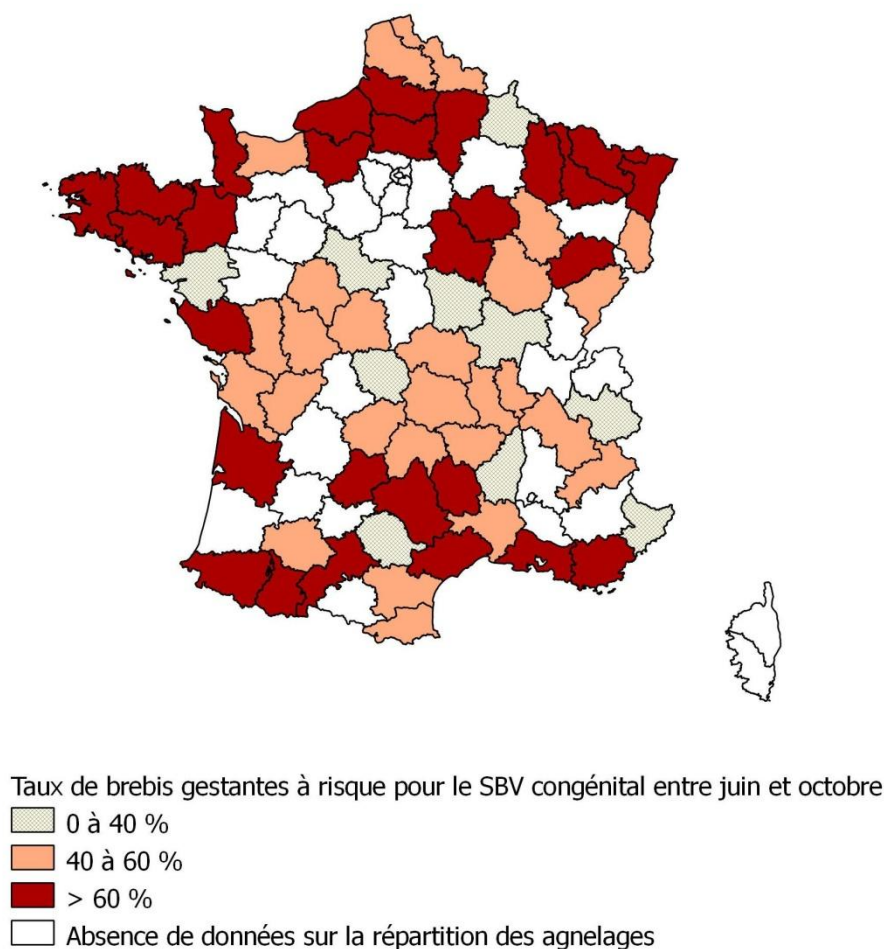 Taux de brebis gestantes à risque pour le SBV congénital entre juin et octobre
0 à 40 %
40 à 60 %
> 60 %
Absence de données sur la répartition des agnelages